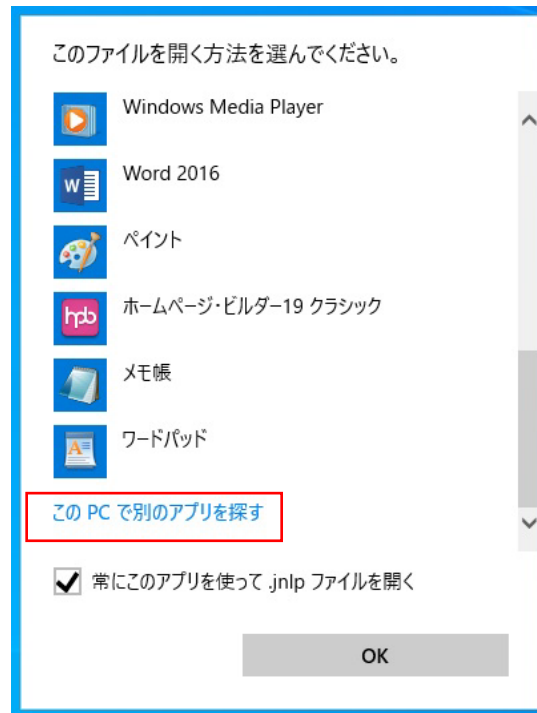 このファイルを開く方法を選んでください。
Windows Media Player
Word 2016
ペイント
ホームページ・ビルダー19 クラシック
メモ帳
ワードパッド
この PC で別のアプリを探す
常にこのアプリを使って .jnlp ファイルを開く
OK